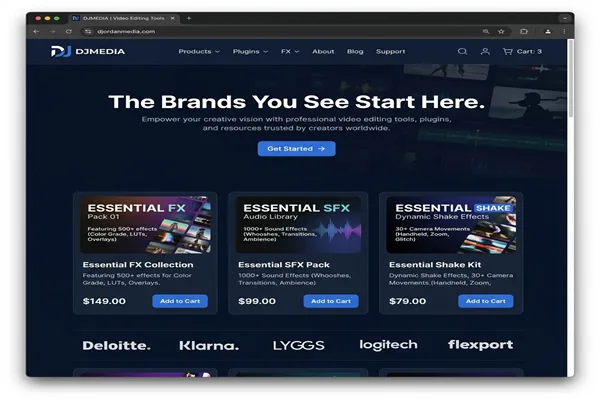 DJMEDIA | Video Editing Tools
djordanmedia.com
DJ DJMEDIA
Products Plugins FX About Blog Support
Cart: 3
The Brands You See Start Here.
Empower your creative vision with professional video editing tools, plugins,
and resources trusted by creators worldwide.
Get Started →
ESSENTIAL FX
Pack 01
Featuring 500+ effects
(Color Grade, LUTs,
Overlays)
Essential FX Collection
Featuring 500+ effects for Color
Grade, LUTs, Overlays.
$149.00
Add to Cart
ESSENTIAL SFX
Audio Library
1000+ Sound Effects
(Whooshes, Transitions,
Ambience)
Essential SFX Pack
1000+ Sound Effects (Whooshes,
Transitions, Ambience)
$99.00
Add to Cart
ESSENTIAL SHAKE
Dynamic Shake Effects
30+ Camera Movements
(Handheld, Zoom,
Glitch)
Essential Shake Kit
Dynamic Shake Effects, 30+ Camera
Movements (Handheld, Zoom,
$79.00
Add to Cart
Deloitte.
Klarna.
LYGGS
logitech
flexport